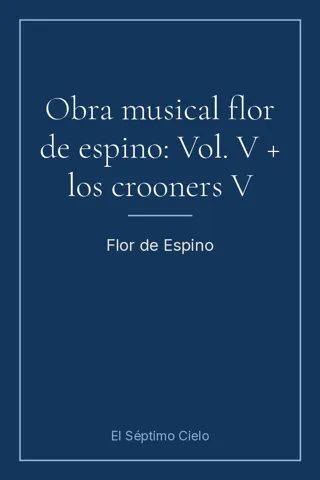 Obra musical flor
de espino: Vol. V +
los crooners V
Flor de Espino
El Séptimo Cielo